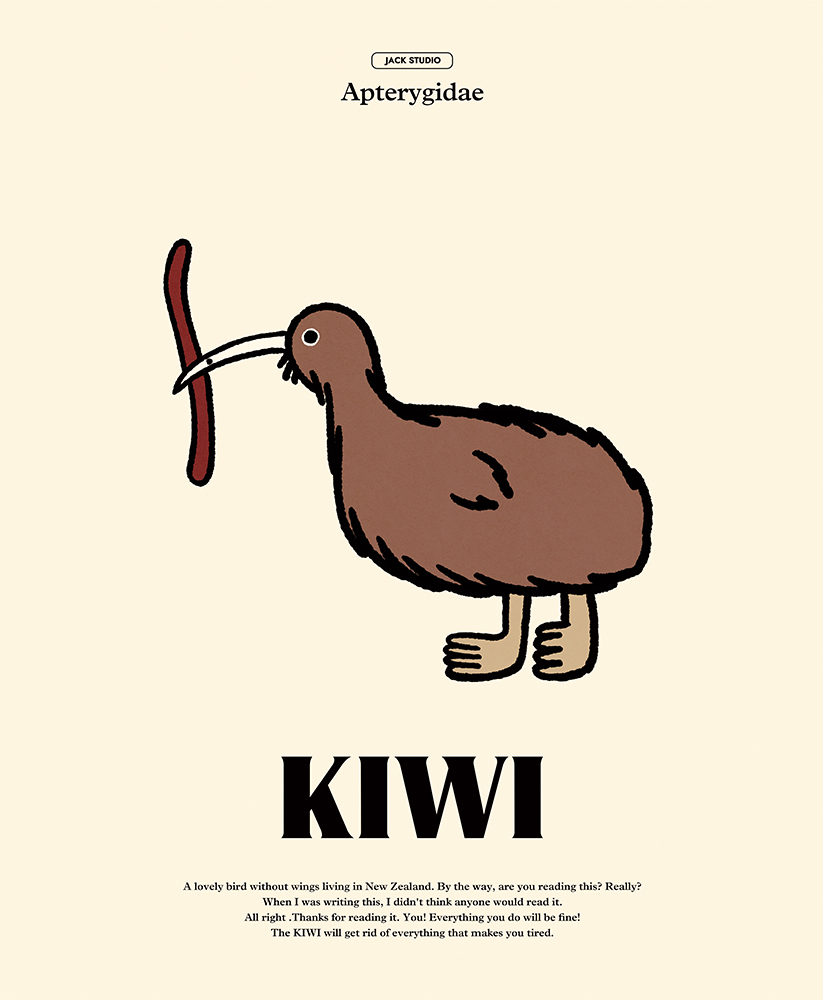 JACK STUDIO
Apterygidae
KIWI
A lovely bird without wings living in New Zealand. By the way, are you reading this? Really?
When I was writing this, I didn't think anyone would read it.
All right .Thanks for reading it. You! Everything you do will be fine!
The KIWI will get rid of everything that makes you tired.